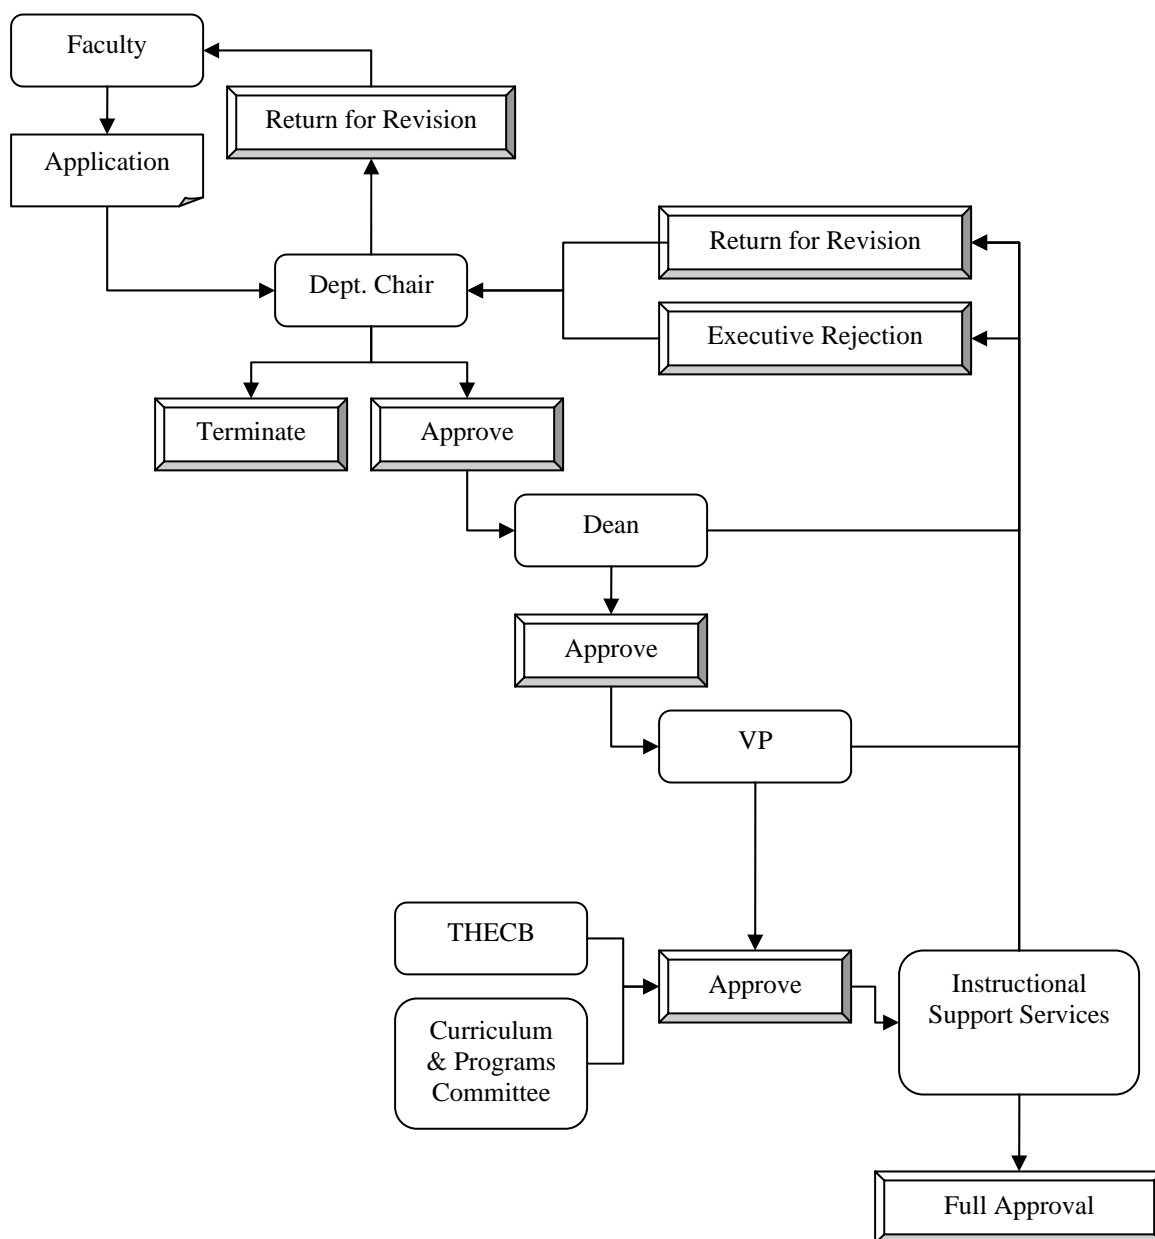 Faculty
Return for Revision
Application
Return for Revision
Dept. Chair
Executive Rejection
Terminate
Approve
Dean
Approve
VP
THECB
Approve
Instructional
Support Services
Curriculum
& Programs
Committee
Full Approval